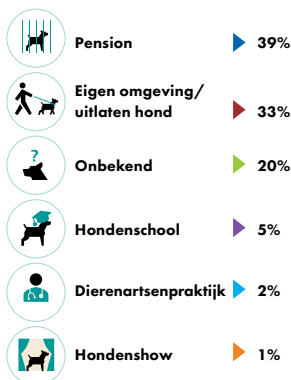 Pension 39%
Eigen omgeving/
uitlaten hond 33%
?
Onbekend 20%
Hondenschool 5%
Dierenartsenpraktijk 2%
Hondenshow 1%